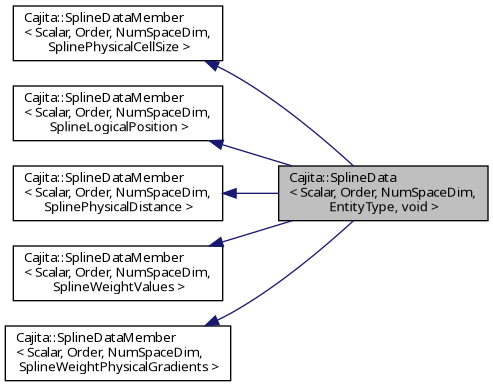 Cajita::SplineDataMember
< Scalar, Order, NumSpaceDim,
SplinePhysicalCellSize >
Cajita::SplineDataMember
< Scalar, Order, NumSpaceDim,
SplineLogicalPosition >
Cajita::SplineDataMember
< Scalar, Order, NumSpaceDim,
SplinePhysicalDistance >
Cajita::SplineDataMember
< Scalar, Order, NumSpaceDim,
SplineWeightValues >
Cajita::SplineDataMember
< Scalar, Order, NumSpaceDim,
SplineWeightPhysicalGradients >
Cajita::SplineData
< Scalar, Order, NumSpaceDim,
EntityType, void >